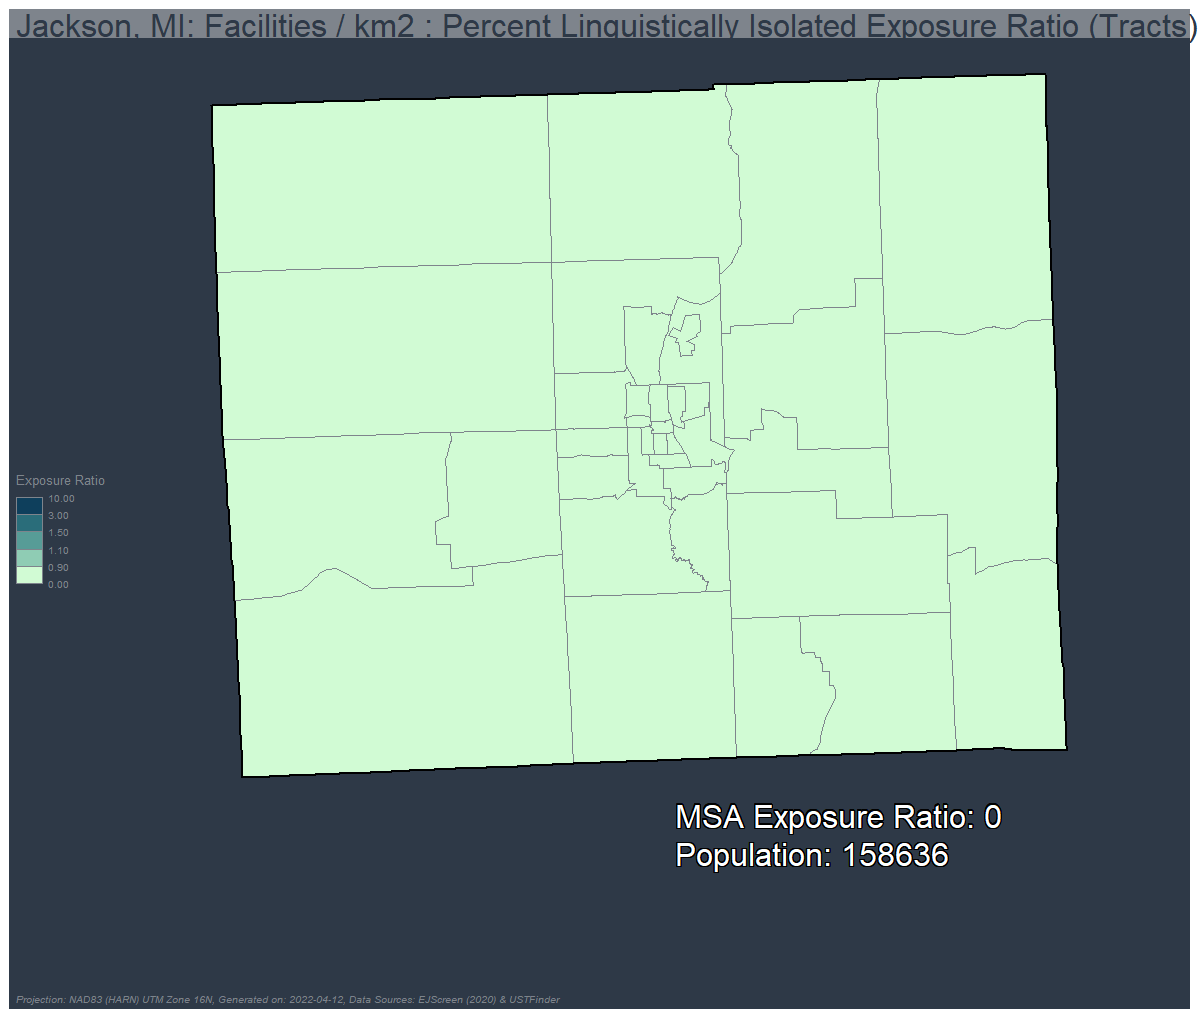 Jackson, MI: Facilities / km2 : Percent Linguistically Isolated Exposure Ratio (Tracts)
Exposure Ratio
10.00
3.00
1.50
1.10
0.90
0.00
MSA Exposure Ratio: 0
Population: 158636
Projection: NAD83 (HARN) UTM Zone 16N, Generated on: 2022-04-12, Data Sources: EJScreen (2020) & USTFinder